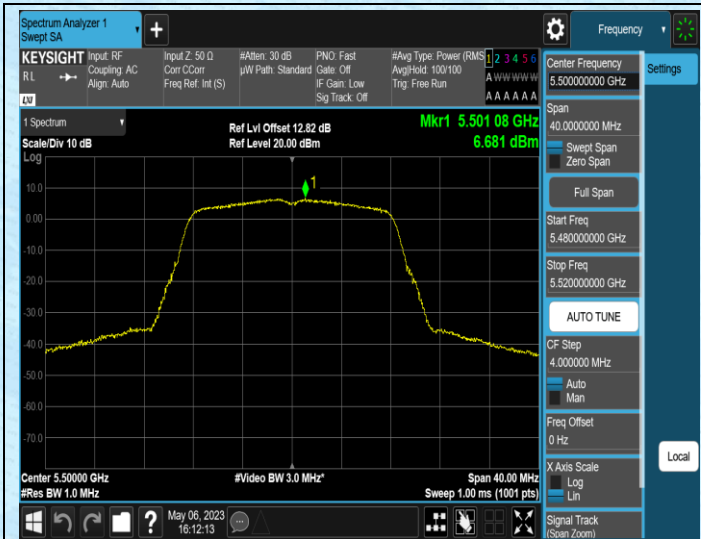 Spectrum Analyzer 1
Swept SA
Frequency
KEYSIGHT
Input: RF
Input Z: 50 Ω
#Atten: 30 dB
PNO: Fast
#Avg Type: Power (RMS
1 2 3 4 5 6
R L
Coupling: AC
Corr CCorr
µW Path: Standard
Gate: Off
Avg|Hold: 100/100
A W W W W W
Align: Auto
Freq Ref: Int (S)
IF Gain: Low
Trig: Free Run
Sig Track: Off
A A A A A A
LXI
1 Spectrum
Scale/Div 10 dB
Log
Ref Lvl Offset 12.82 dB
Ref Level 20.00 dBm
Mkr1 5.501 08 GHz
6.681 dBm
1
10.0
0.00
-10.0
-20.0
-30.0
-40.0
-50.0
-60.0
-70.0
Center 5.50000 GHz
#Video BW 3.0 MHz*
Span 40.00 MHz
#Res BW 1.0 MHz
Sweep 1.00 ms (1001 pts)
May 06, 2023
16:12:13
Center Frequency
5.500000000 GHz
Settings
Span
40.0000000 MHz
Swept Span
Zero Span
Full Span
Start Freq
5.480000000 GHz
Stop Freq
5.520000000 GHz
AUTO TUNE
CF Step
4.000000 MHz
Auto
Man
Freq Offset
0 Hz
Local
X Axis Scale
Log
Lin
Signal Track
(Span Zoom)